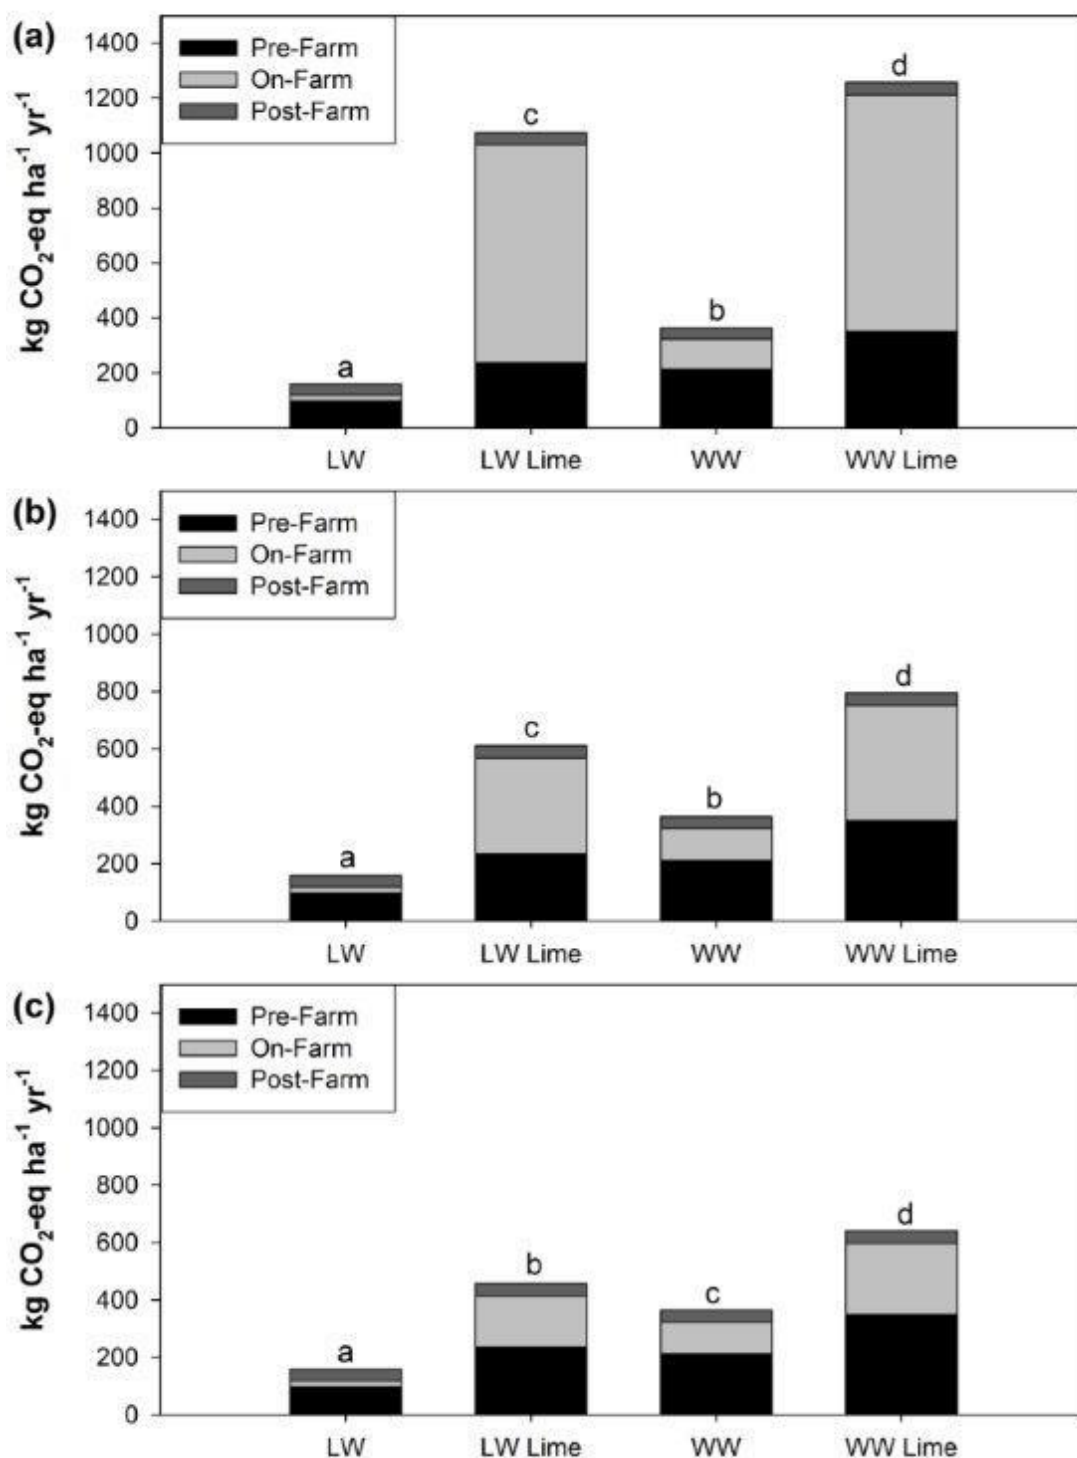 (a)
kg CO₂-eq ha⁻¹ yr⁻¹
1400
1200
1000
800
600
400
200
0
Pre-Farm
On-Farm
Post-Farm
a
c
b
d
LW
LW Lime
WW
WW Lime
(b)
kg CO₂-eq ha⁻¹ yr⁻¹
1400
1200
1000
800
600
400
200
0
Pre-Farm
On-Farm
Post-Farm
a
c
b
d
LW
LW Lime
WW
WW Lime
(c)
kg CO₂-eq ha⁻¹ yr⁻¹
1400
1200
1000
800
600
400
200
0
Pre-Farm
On-Farm
Post-Farm
a
b
c
d
LW
LW Lime
WW
WW Lime